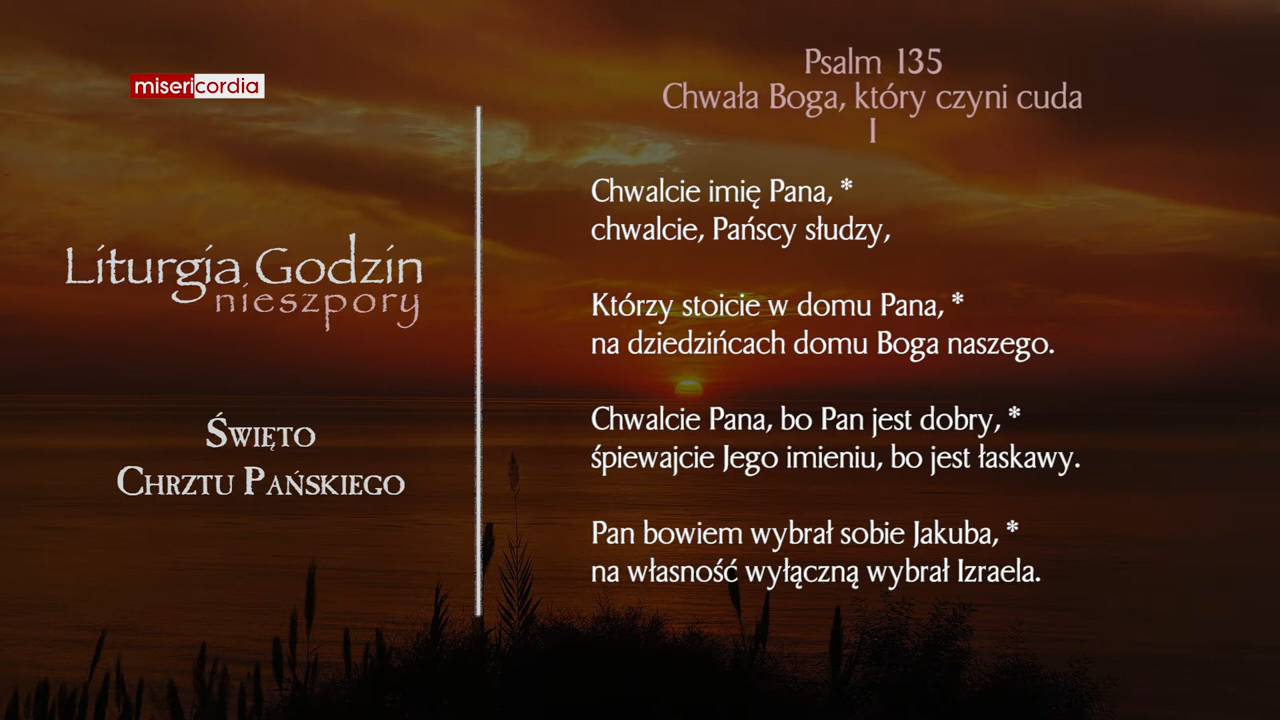 misericordia
Liturgia Godzin
nieszpory
Święto
Chrztu Pańskiego
Psalm 135
Chwała Boga, który czyni cuda
I
Chwalcie imię Pana, *
chwalcie, Pańscy słudzy,
Którzy stoicie w domu Pana, *
na dziedzińcach domu Boga naszego.
Chwalcie Pana, bo Pan jest dobry, *
śpiewajcie Jego imieniu, bo jest łaskawy.
Pan bowiem wybrał sobie Jakuba, *
na własność wyłączną wybrał Izraela.